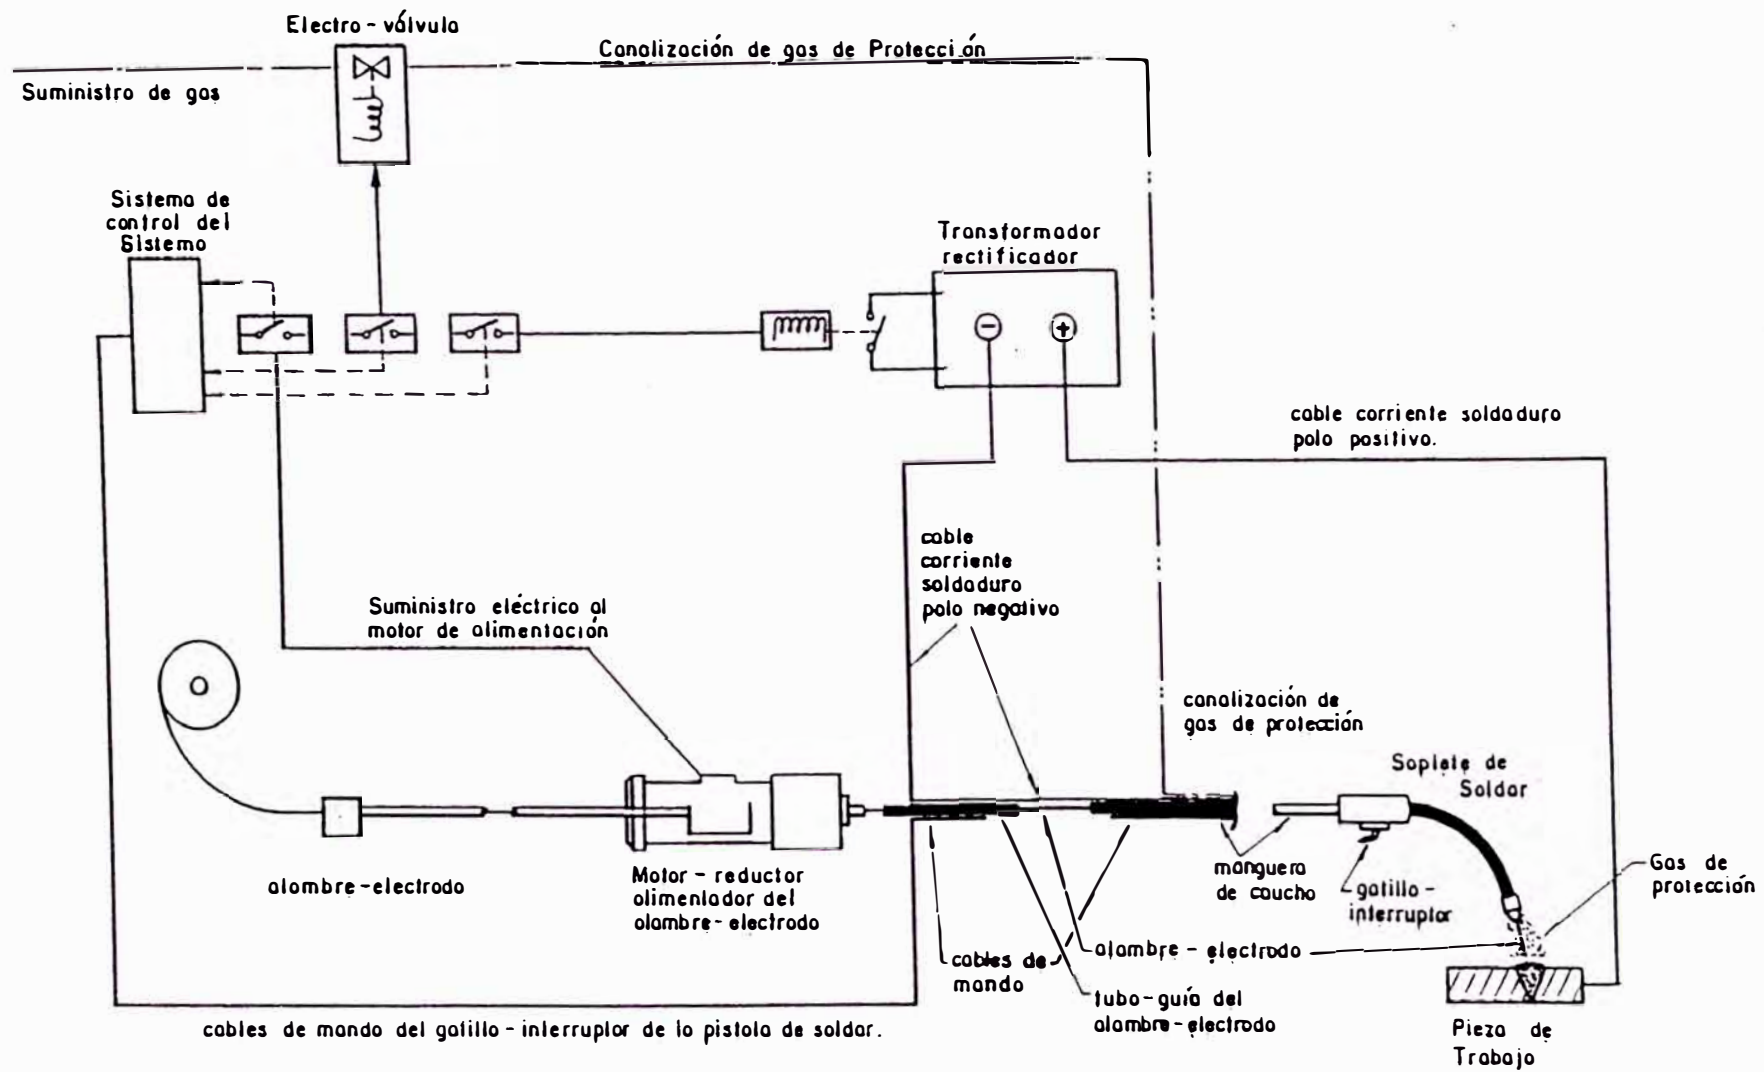 Electro-válvula
Canalización de gas de Protección
Suministro de gas
Sistema de
control del
Sistema
Transformador
rectificador
- +
cable corriente soldadura
polo positivo.
cable
corriente
soldadura
polo negativo
Suministro eléctrico al
motor de alimentación
canalización de
gas de protección
Soplete de
Soldar
alambre-electrodo
Motor-reductor
alimentador del
alambre-electrodo
manguera
de caucho
gatillo-
interruptor
Gas de
protección
cables de
mando
alambre-electrodo
tubo-guía del
alambre-electrodo
cables de mando del gatillo-interruptor de la pistola de soldar.
Pieza de
Trabajo